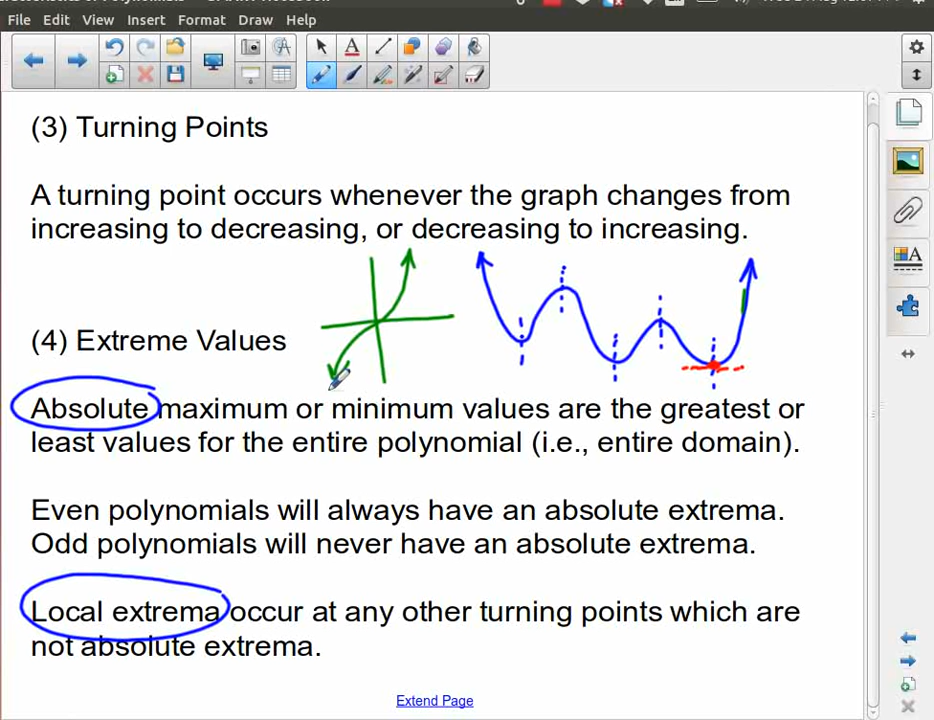 File Edit View Insert Format Draw Help
(3) Turning Points
A turning point occurs whenever the graph changes from
increasing to decreasing, or decreasing to increasing.
(4) Extreme Values
Absolute maximum or minimum values are the greatest or
least values for the entire polynomial (i.e., entire domain).
Even polynomials will always have an absolute extrema.
Odd polynomials will never have an absolute extrema.
Local extrema occur at any other turning points which are
not absolute extrema.
Extend Page